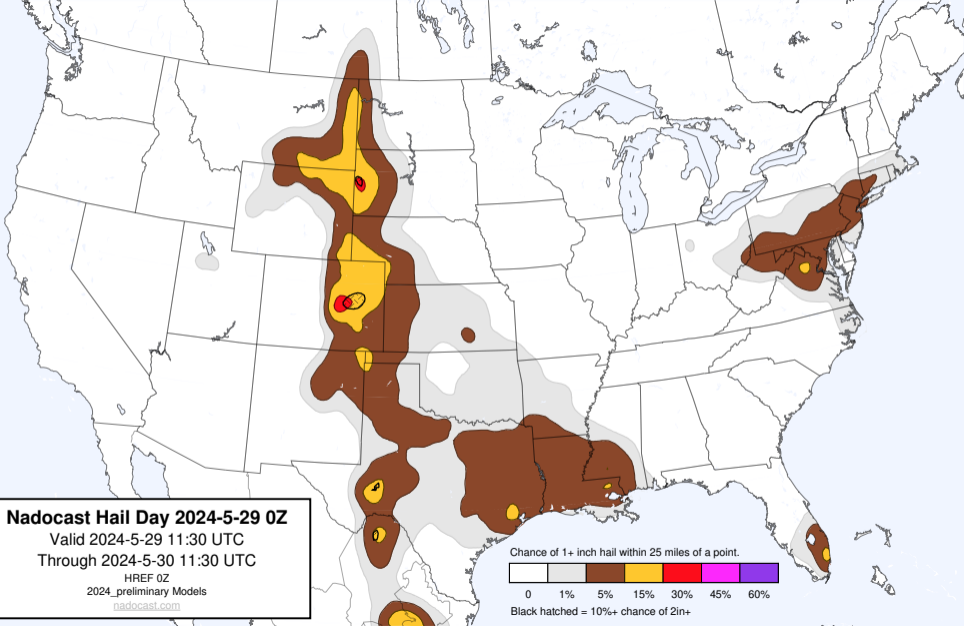 Nadocast Hail Day 2024-5-29 0Z
Valid 2024-5-29 11:30 UTC
Through 2024-5-30 11:30 UTC
HREF 0Z
2024_preliminary Models
nadocast.com
Chance of 1+ inch hail within 25 miles of a point.
0 1% 5% 15% 30% 45% 60%
Black hatched = 10%+ chance of 2in+